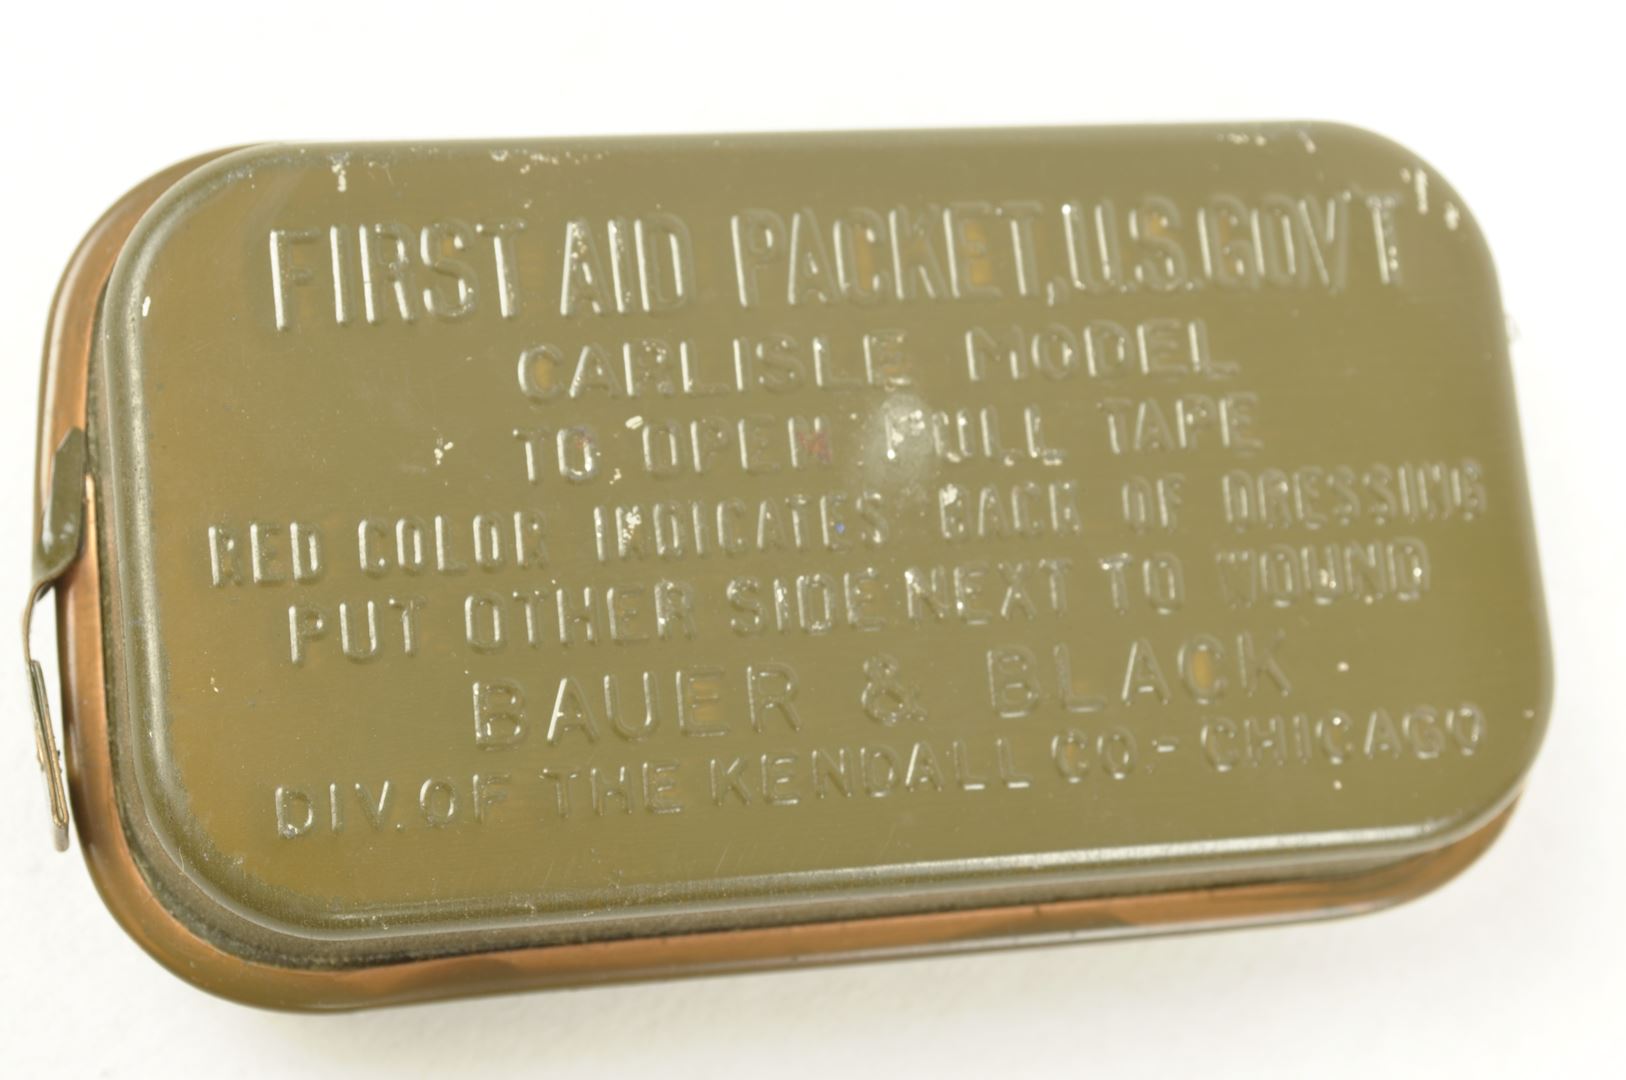 FIRST AID PACKET, U.S. GOV'T
CARLISLE MODEL
TO OPEN PULL TAPE
RED COLOR INDICATES BACK OF DRESSING
PUT OTHER SIDE NEXT TO WOUND
BAUER & BLACK
DIV. OF THE KENDALL CO.- CHICAGO